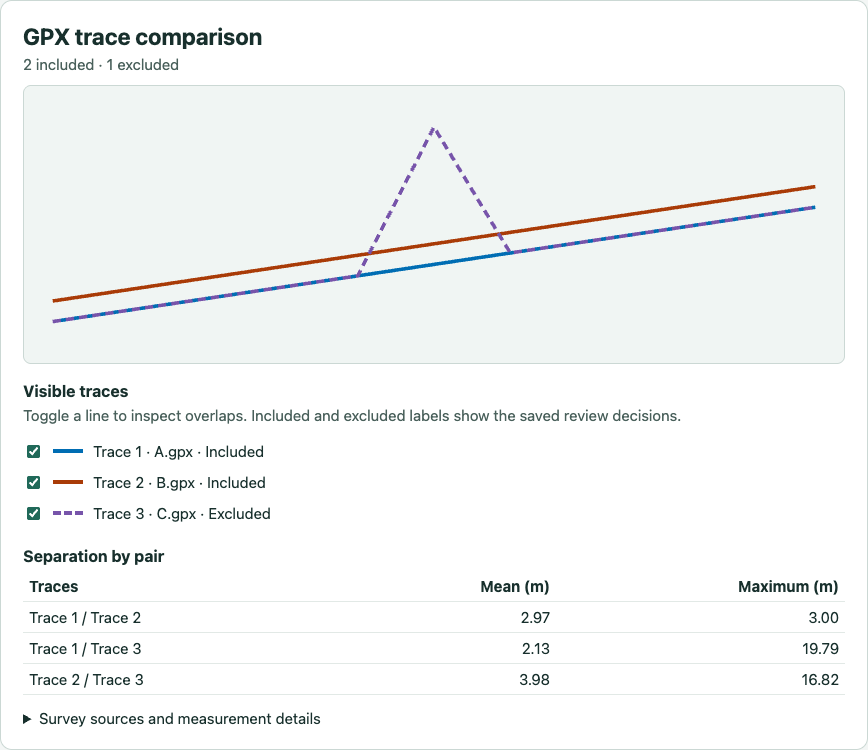 GPX trace comparison
2 included · 1 excluded
Visible traces
Toggle a line to inspect overlaps. Included and excluded labels show the saved review decisions.
Trace 1 · A.gpx · Included
Trace 2 · B.gpx · Included
Trace 3 · C.gpx · Excluded
Separation by pair
Traces Mean (m) Maximum (m)
Trace 1 / Trace 2 2.97 3.00
Trace 1 / Trace 3 2.13 19.79
Trace 2 / Trace 3 3.98 16.82
Survey sources and measurement details